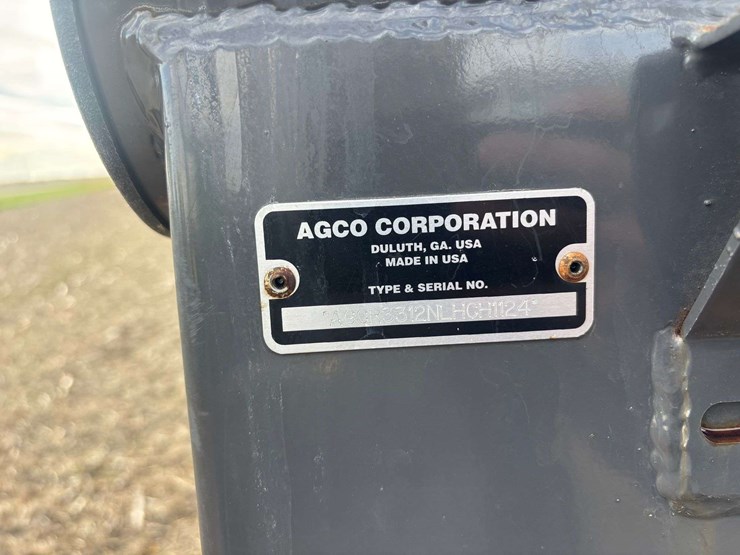 AGCO CORPORATION
DULUTH, GA. USA
MADE IN USA
TYPE & SERIAL NO.